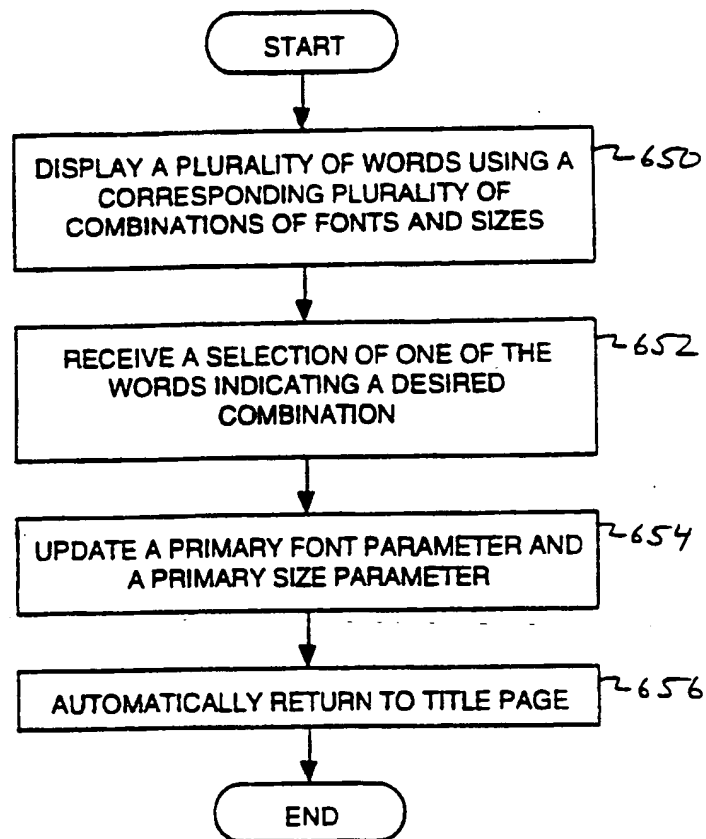 START
DISPLAY A PLURALITY OF WORDS USING A
CORRESPONDING PLURALITY OF
COMBINATIONS OF FONTS AND SIZES
650
RECEIVE A SELECTION OF ONE OF THE
WORDS INDICATING A DESIRED
COMBINATION
652
UPDATE A PRIMARY FONT PARAMETER AND
A PRIMARY SIZE PARAMETER
654
AUTOMATICALLY RETURN TO TITLE PAGE
656
END